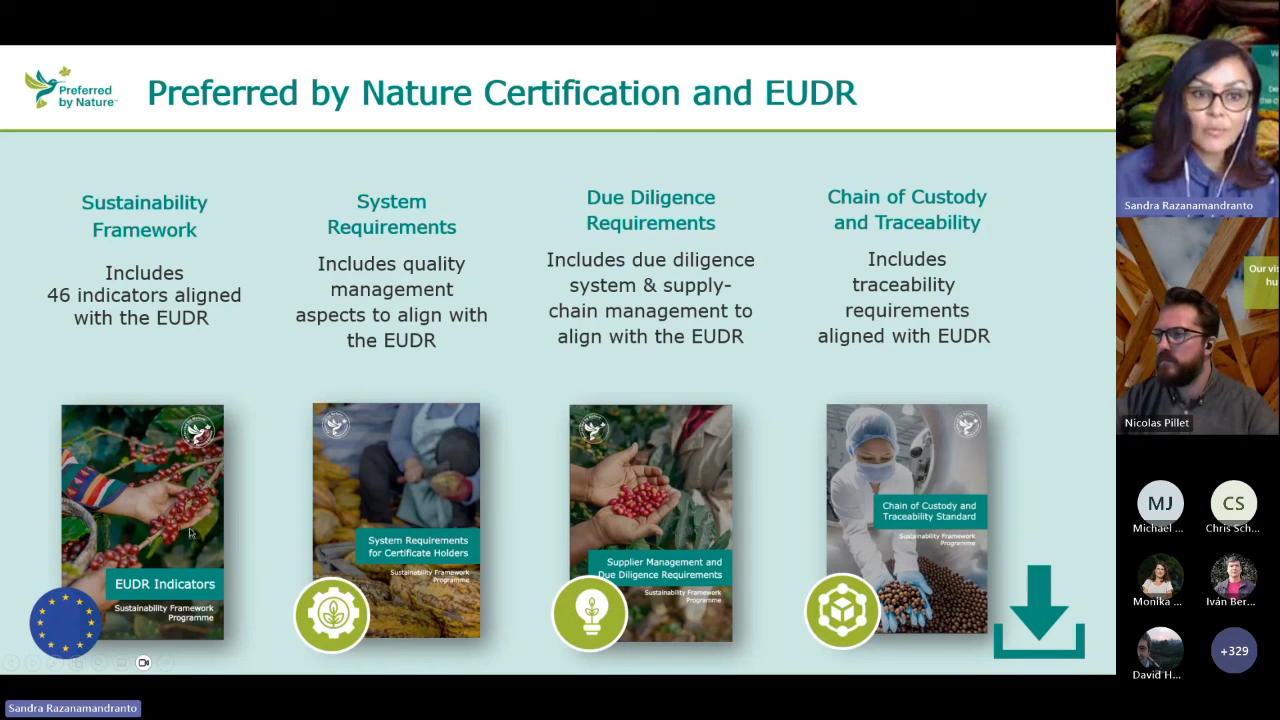 Preferred
by Nature™
Preferred by Nature Certification and EUDR
Sustainability
Framework
Includes
46 indicators aligned
with the EUDR
System
Requirements
Includes quality
management
aspects to align with
the EUDR
Due Diligence
Requirements
Includes due diligence
system & supply-
chain management to
align with the EUDR
Chain of Custody
and Traceability
Includes
traceability
requirements
aligned with EUDR
EUDR Indicators
Sustainability Framework
Programme
System Requirements
for Certificate Holders
Sustainability Framework
Programme
Supplier Management and
Due Diligence Requirements
Sustainability Framework
Programme
Chain of Custody and
Traceability Standard
Sustainability Framework
Programme
Sandra Razanamandranto
Our vis
hu
Nicolas Pillet
MJ
Michael ...
CS
Chris Sch...
Monika ...
Iván Ber...
David H...
+329
Sandra Razanamandranto